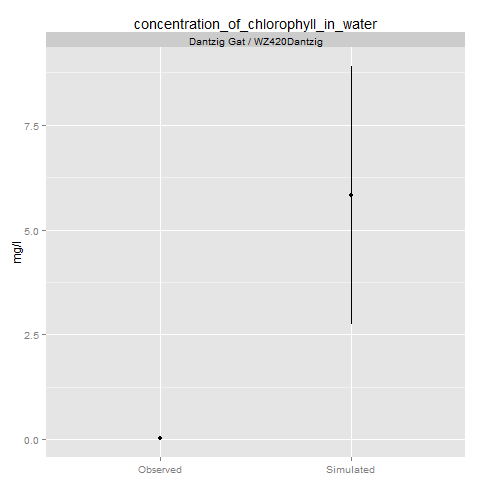 concentration_of_chlorophyll_in_water
Dantzig Gat / WZ420Dantzig
7.5
5.0
2.5
0.0
mg/l
Observed
Simulated